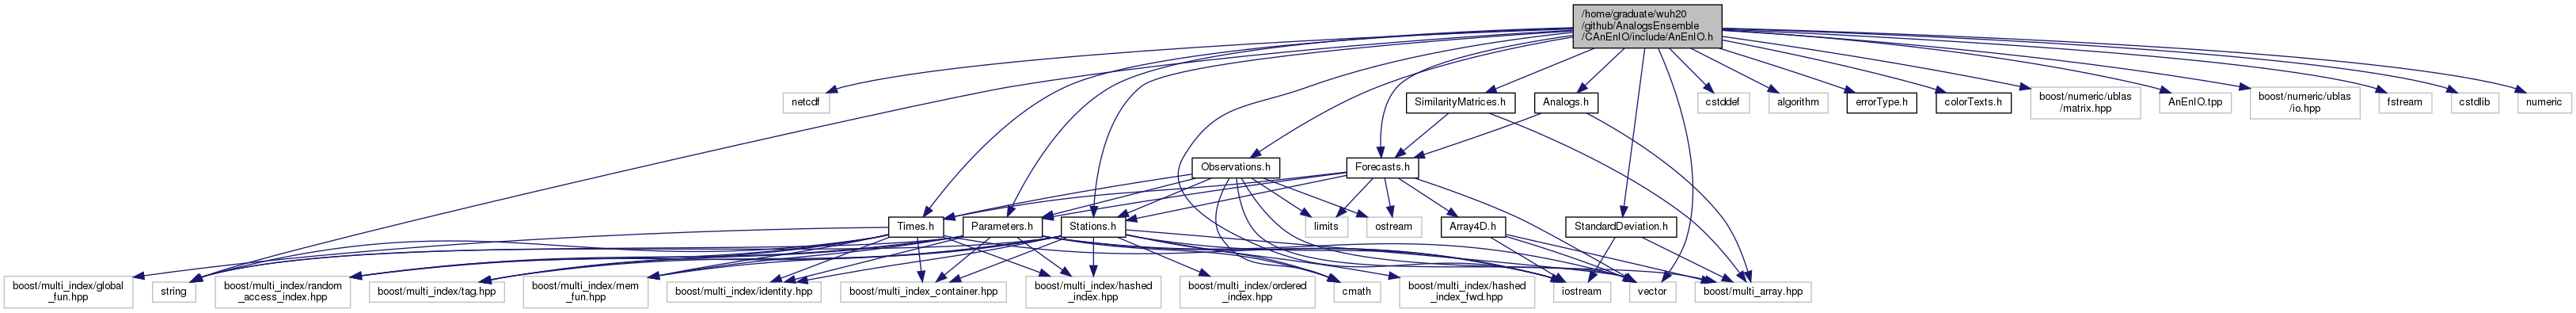 /home/graduate/wuh20
/github/AnalogsEnsemble
/CAnEnIO/include/AnEnIO.h
netcdf
SimilarityMatrices.h
Analogs.h
cstddef
algorithm
errorType.h
colorTexts.h
boost/numeric/ublas
/matrix.hpp
AnEnIO.tpp
boost/numeric/ublas
/io.hpp
fstream
cstdlib
numeric
Observations.h
Forecasts.h
Times.h
Parameters.h
Stations.h
limits
ostream
Array4D.h
StandardDeviation.h
boost/multi_index/global
_fun.hpp
string
boost/multi_index/random
_access_index.hpp
boost/multi_index/tag.hpp
boost/multi_index/mem
_fun.hpp
boost/multi_index/identity.hpp
boost/multi_index_container.hpp
boost/multi_index/hashed
_index.hpp
boost/multi_index/ordered
_index.hpp
cmath
boost/multi_index/hashed
_index_fwd.hpp
iostream
vector
boost/multi_array.hpp